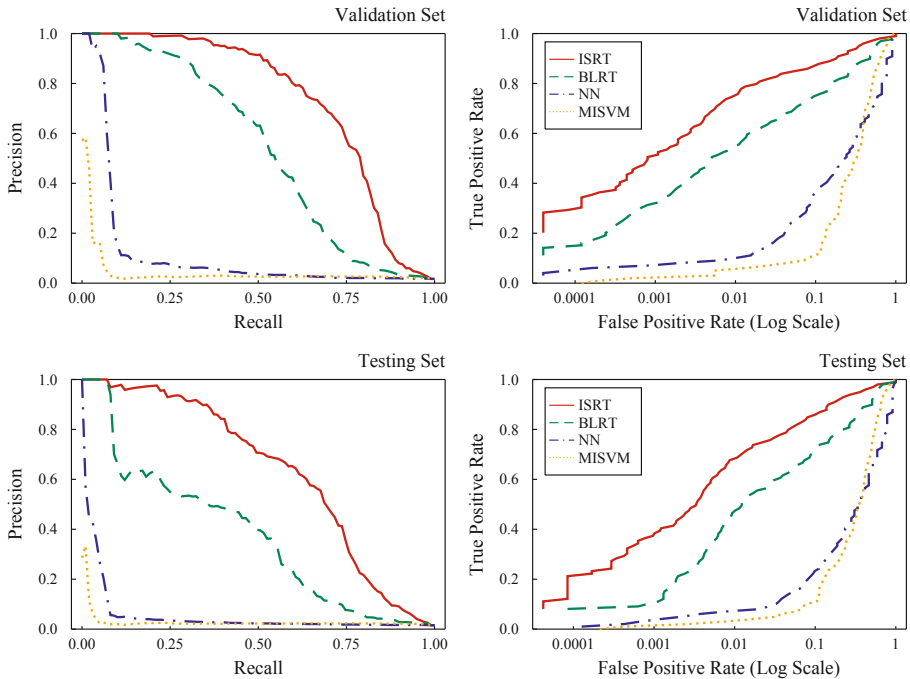 Validation Set
1.0
0.8
0.6
0.4
0.2
0.0
Precision
0.00
0.25
0.50
0.75
1.00
Recall
Validation Set
1.0
0.8
0.6
0.4
0.2
0.0
True Positive Rate
ISRT
BLRT
NN
MISVM
0.0001
0.001
0.01
0.1
1
False Positive Rate (Log Scale)
Testing Set
1.0
0.8
0.6
0.4
0.2
0.0
Precision
0.00
0.25
0.50
0.75
1.00
Recall
Testing Set
1.0
0.8
0.6
0.4
0.2
0.0
True Positive Rate
ISRT
BLRT
NN
MISVM
0.0001
0.001
0.01
0.1
1
False Positive Rate (Log Scale)